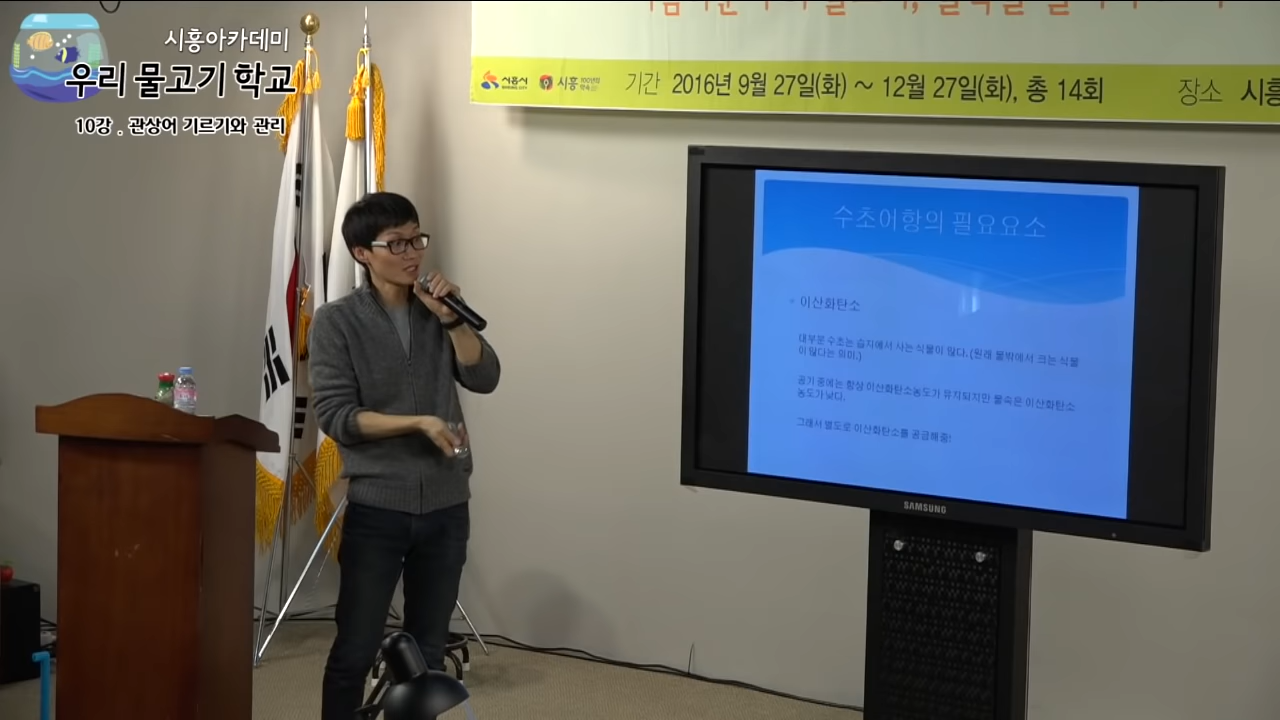 시흥아카데미
우리 물고기 학교
10강 . 관상어 기르기와 관리
시흥시
시흥
기간 2016년 9월 27일(화) ~ 12월 27일(화), 총 14회
장소 시흥
수초어항의 필요요소
이산화탄소
대부분 수초는 습지에서 사는 식물이 많다. (원래 물밖에서 크는 식물
이 많다는 의미.)
공기 중에는 항상 이산화탄소농도가 유지되지만 물속은 이산화탄소
농도가 낮다.
그래서 별도로 이산화탄소를 공급해줌!
SAMSUNG